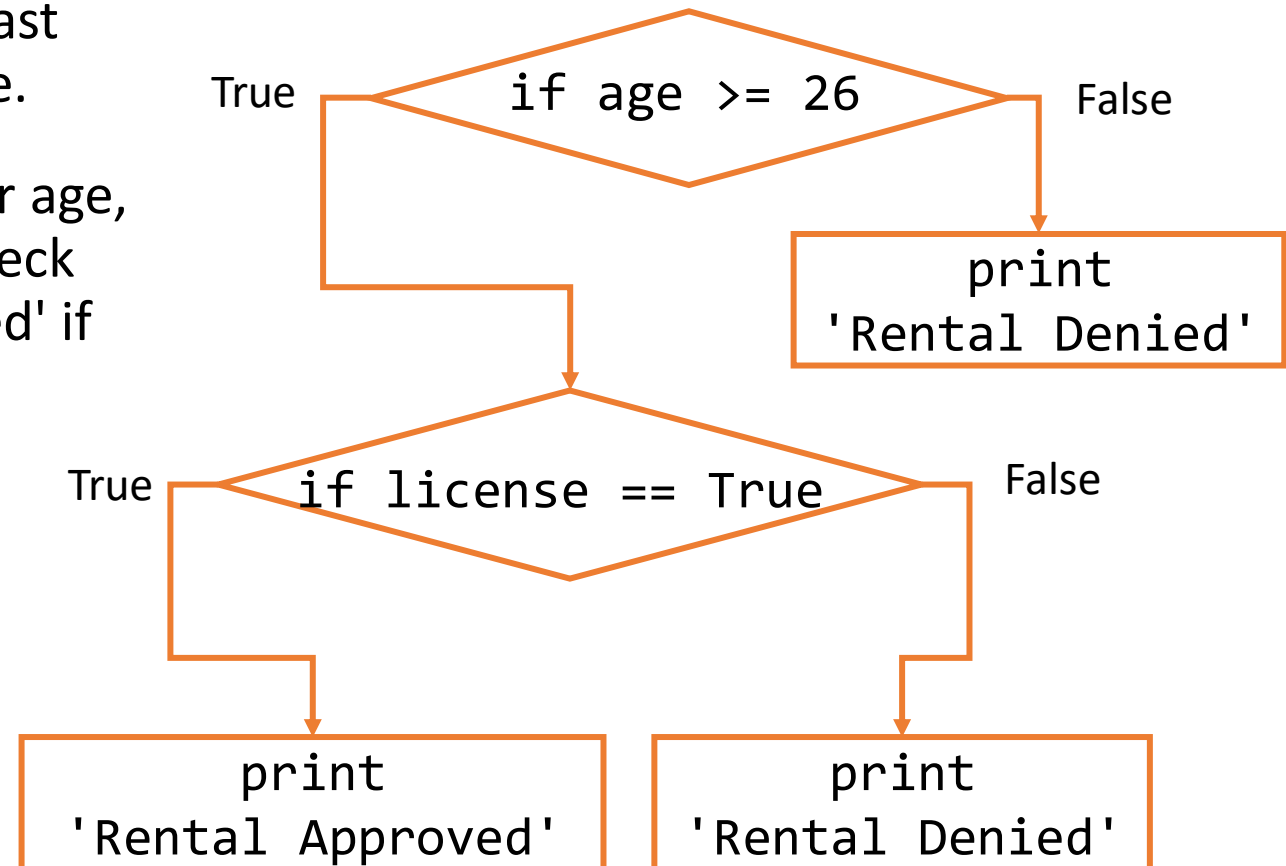 ast
e.
r age,
eck
ed' if
True
if age >= 26
False
print
'Rental Denied'
True
if license == True
False
print
'Rental Approved'
print
'Rental Denied'